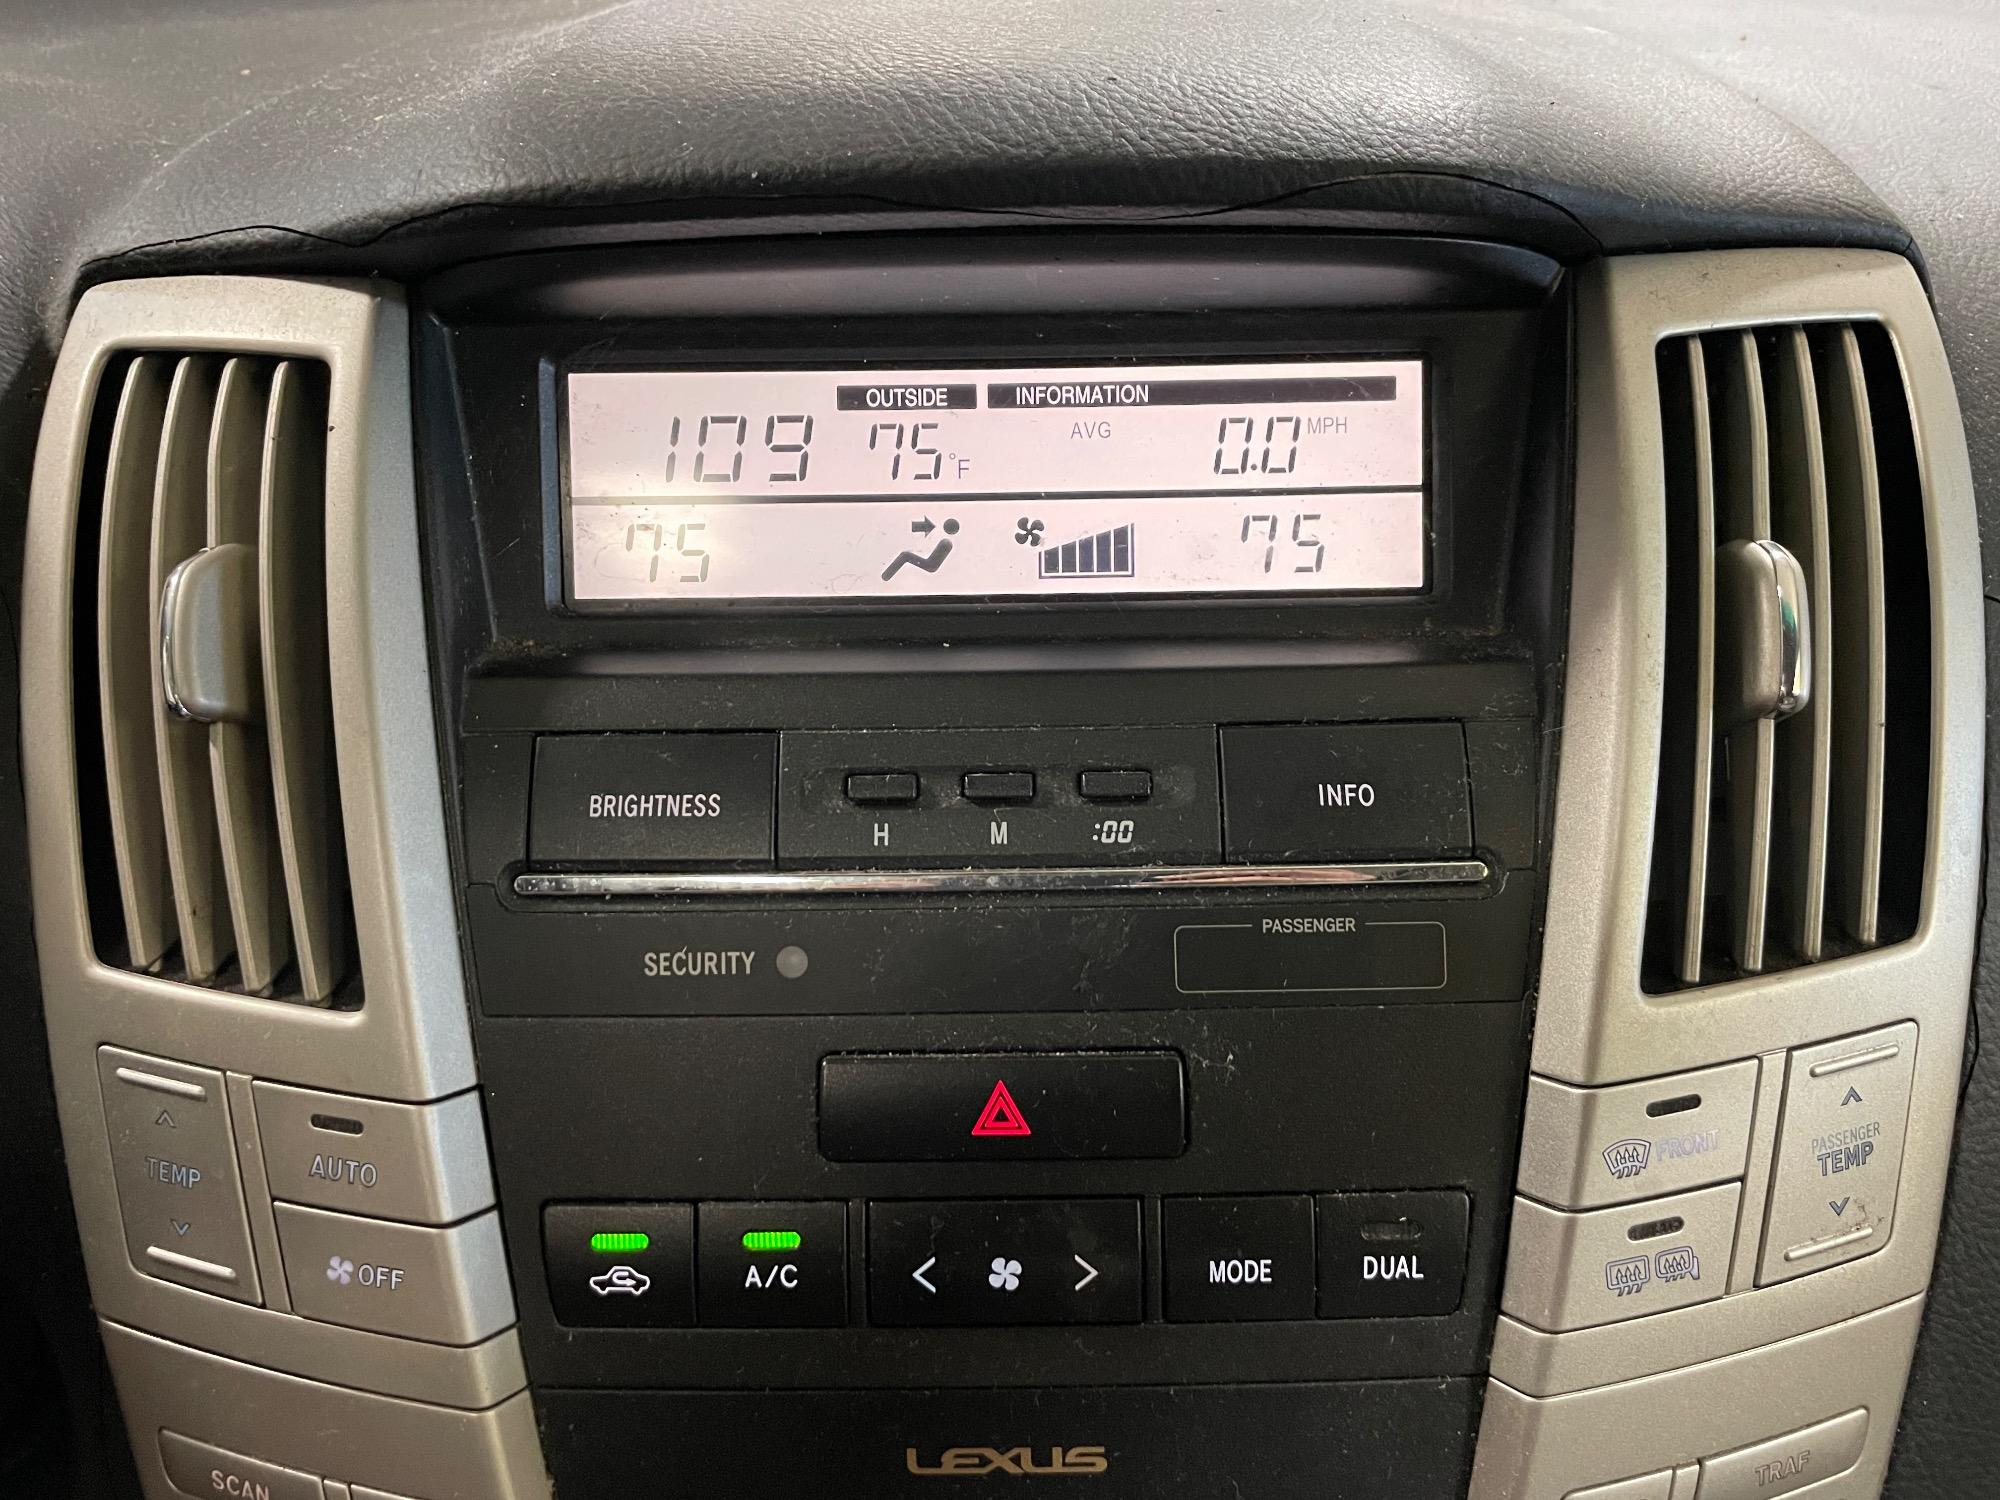 OUTSIDE INFORMATION
109 75°F AVG 0.0 MPH
75 75
BRIGHTNESS H M :00 INFO
PASSENGER
SECURITY
TEMP AUTO
OFF
A/C MODE DUAL
FRONT
PASSENGER
TEMP
LEXUS
SCAN TRAF